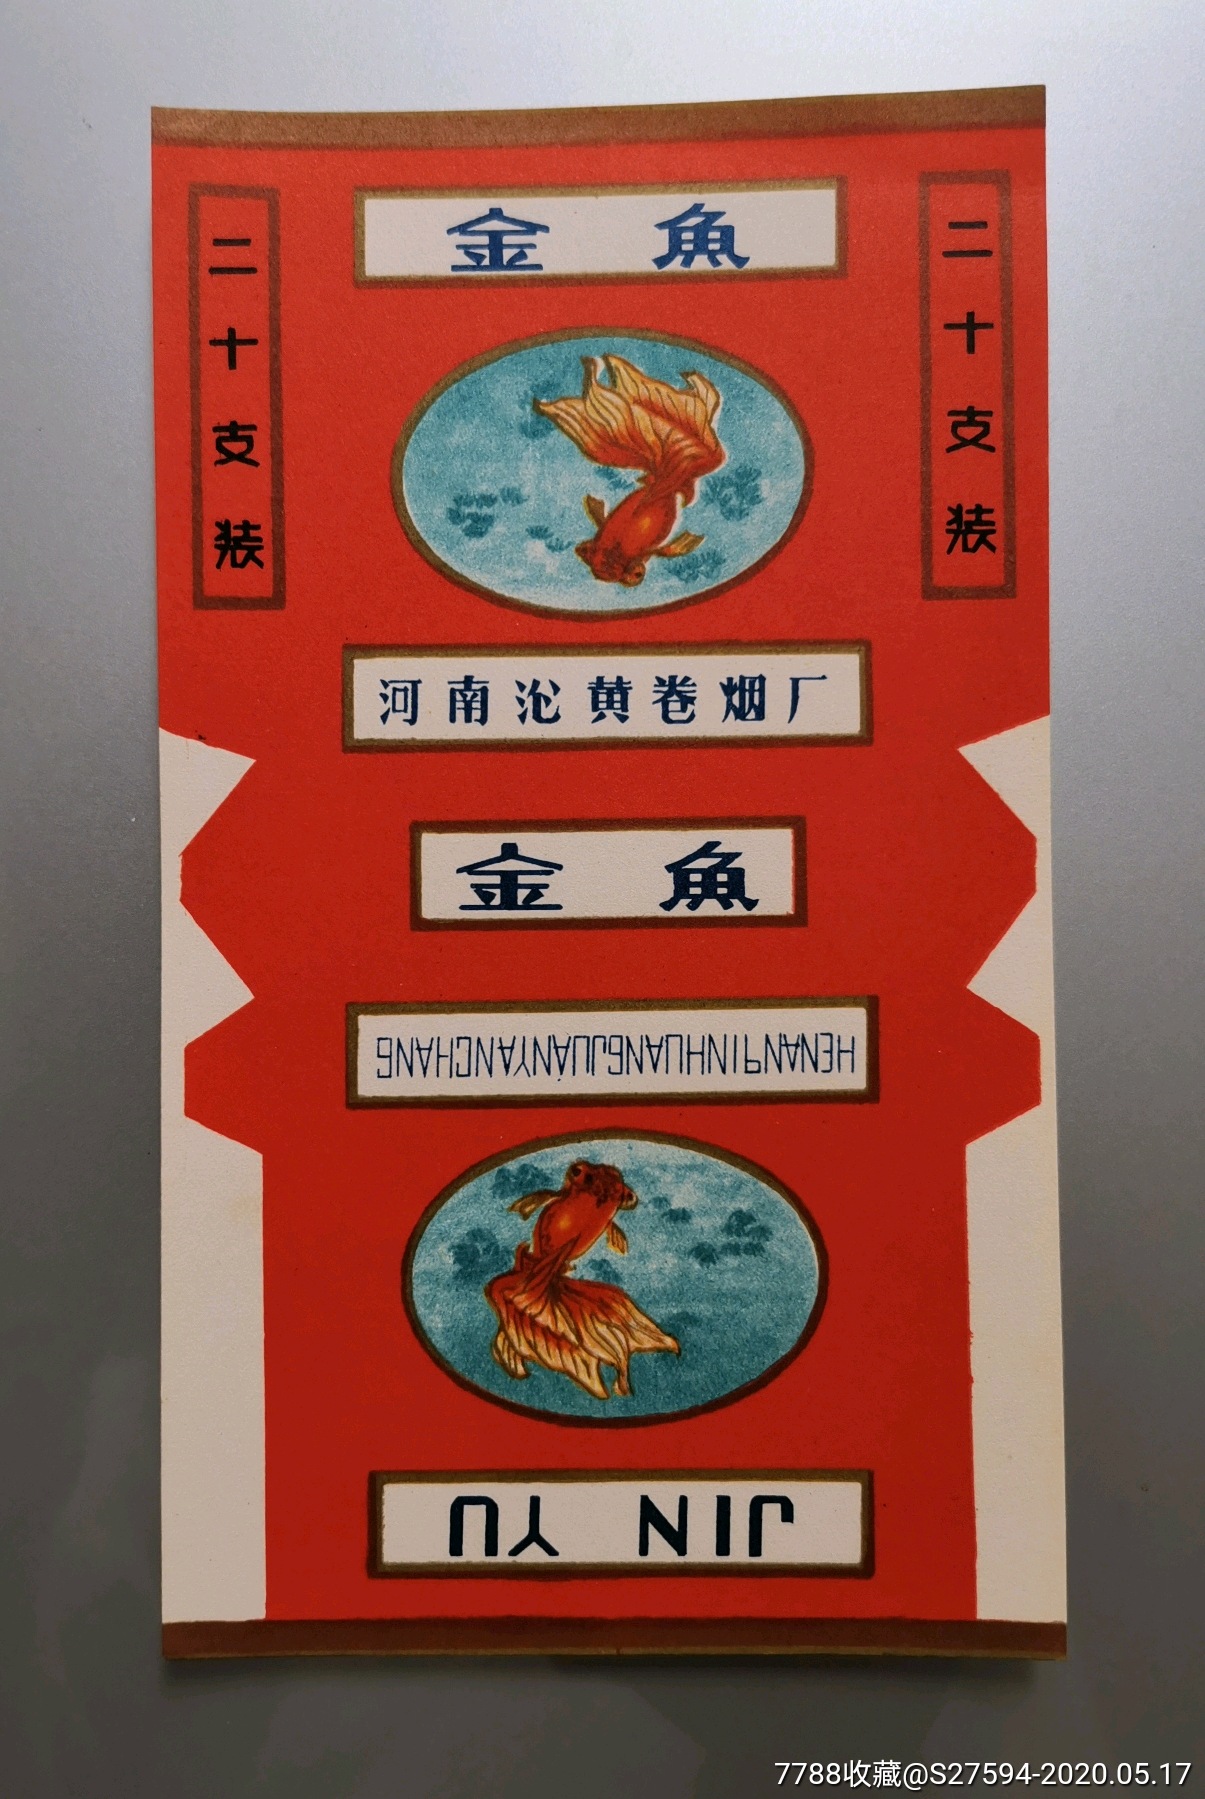 金魚
二十支装
二十支装
河南沁黄卷烟厂
金魚
HENANqINHUANGJUANYANCHANG
JIN YU
7788收藏@S27594-2020.05.17